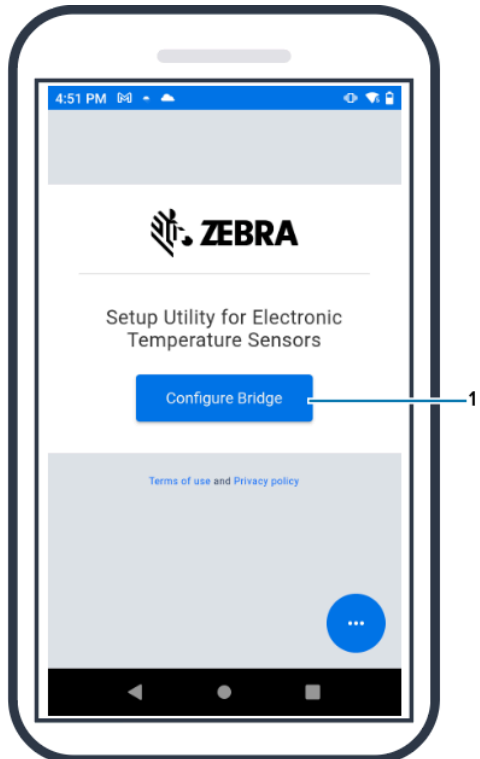 4:51 PM
ZEBRA
Setup Utility for Electronic
Temperature Sensors
Configure Bridge
1
Terms of use and Privacy policy